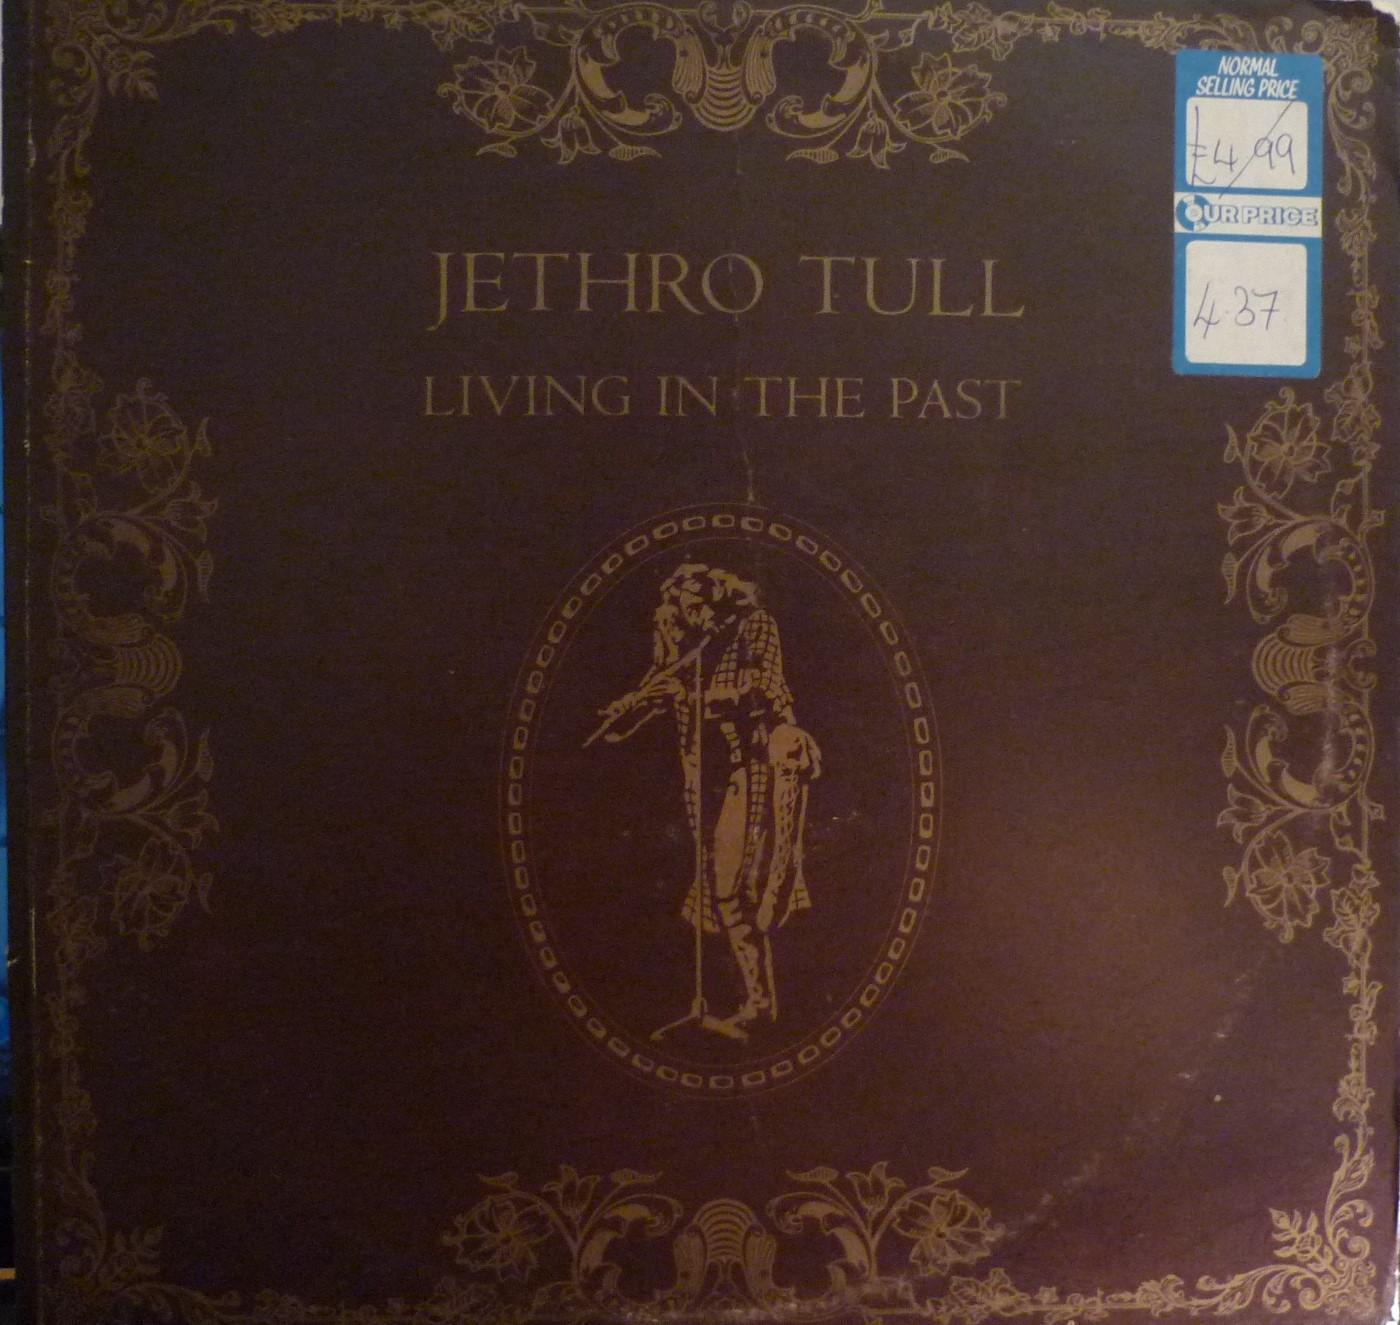 NORMAL
SELLING PRICE
£4/99
OUR PRICE
4.37
JETHRO TULL
LIVING IN THE PAST